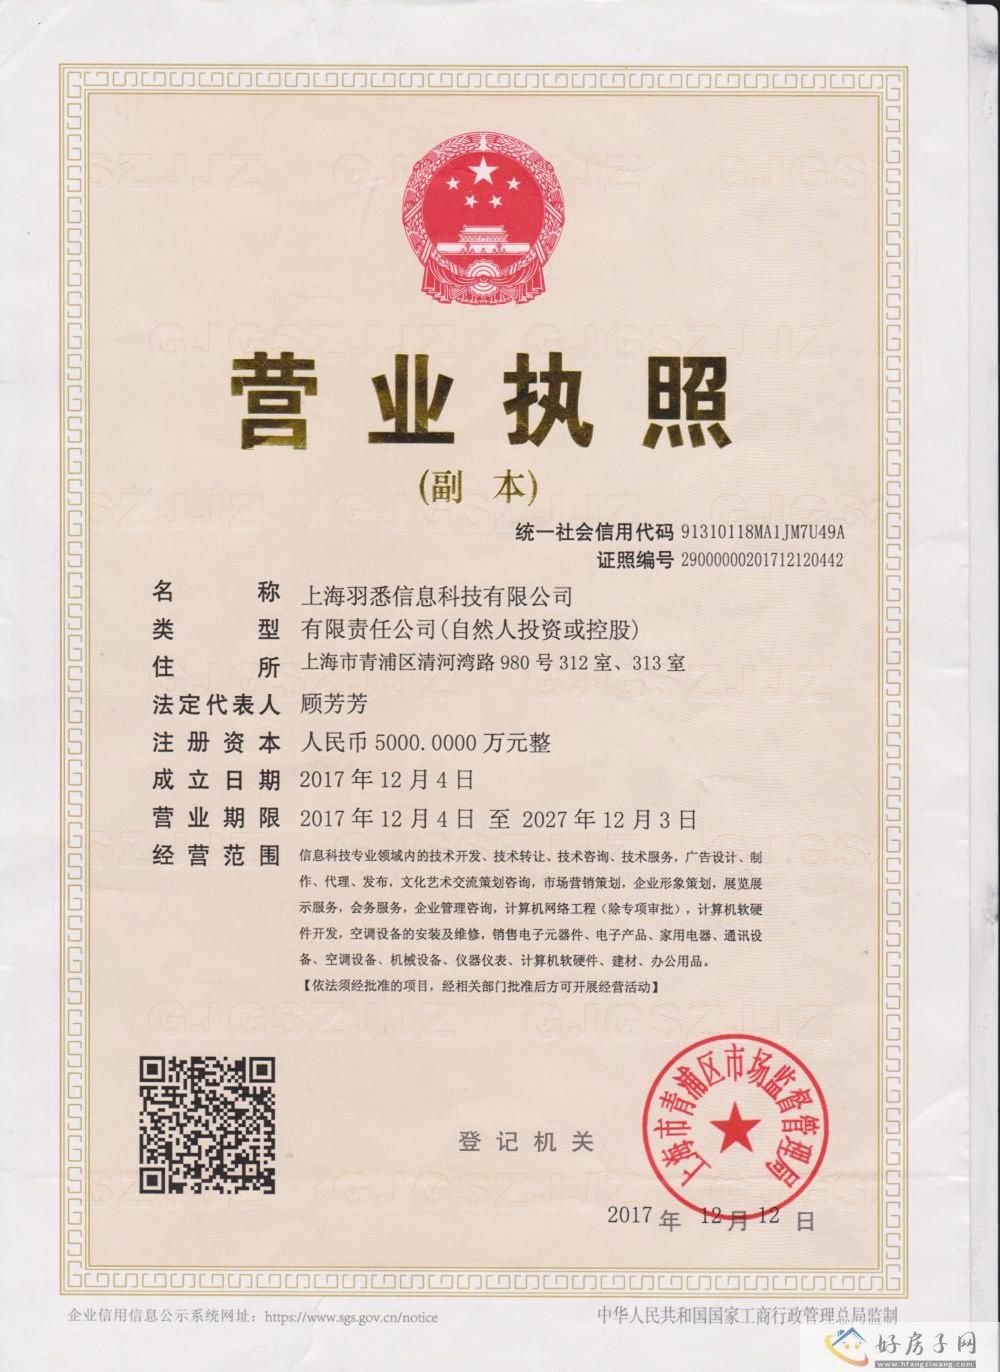 营业执照
(副 本)
统一社会信用代码 91310118MA1JM7U49A
证照编号 29000000201712120442
名称 上海羽悉信息科技有限公司
类型 有限责任公司(自然人投资或控股)
住所 上海市青浦区清河湾路980号312室、313室
法定代表人 顾芳芳
注册资本 人民币5000.0000万元整
成立日期 2017年12月4日
营业期限 2017年12月4日 至 2027年12月3日
经营范围 信息科技专业领域内的技术开发、技术转让、技术咨询、技术服务，广告设计、制
作、代理、发布，文化艺术交流策划咨询，市场营销策划，企业形象策划，展览展
示服务，会务服务，企业管理咨询，计算机网络工程（除专项审批），计算机软硬
件开发，空调设备的安装及维修，销售电子元器件、电子产品、家用电器、通讯设
备、空调设备、机械设备、仪器仪表、计算机软硬件、建材、办公用品。
【依法须经批准的项目，经相关部门批准后方可开展经营活动】
上海市青浦区市场监督管理局
登记机关
2017年12月12日
企业信用信息公示系统网址：https://www.sgs.gov.cn/notice
中华人民共和国国家工商行政管理总局监制
好房子网
www.hfangziwang.com